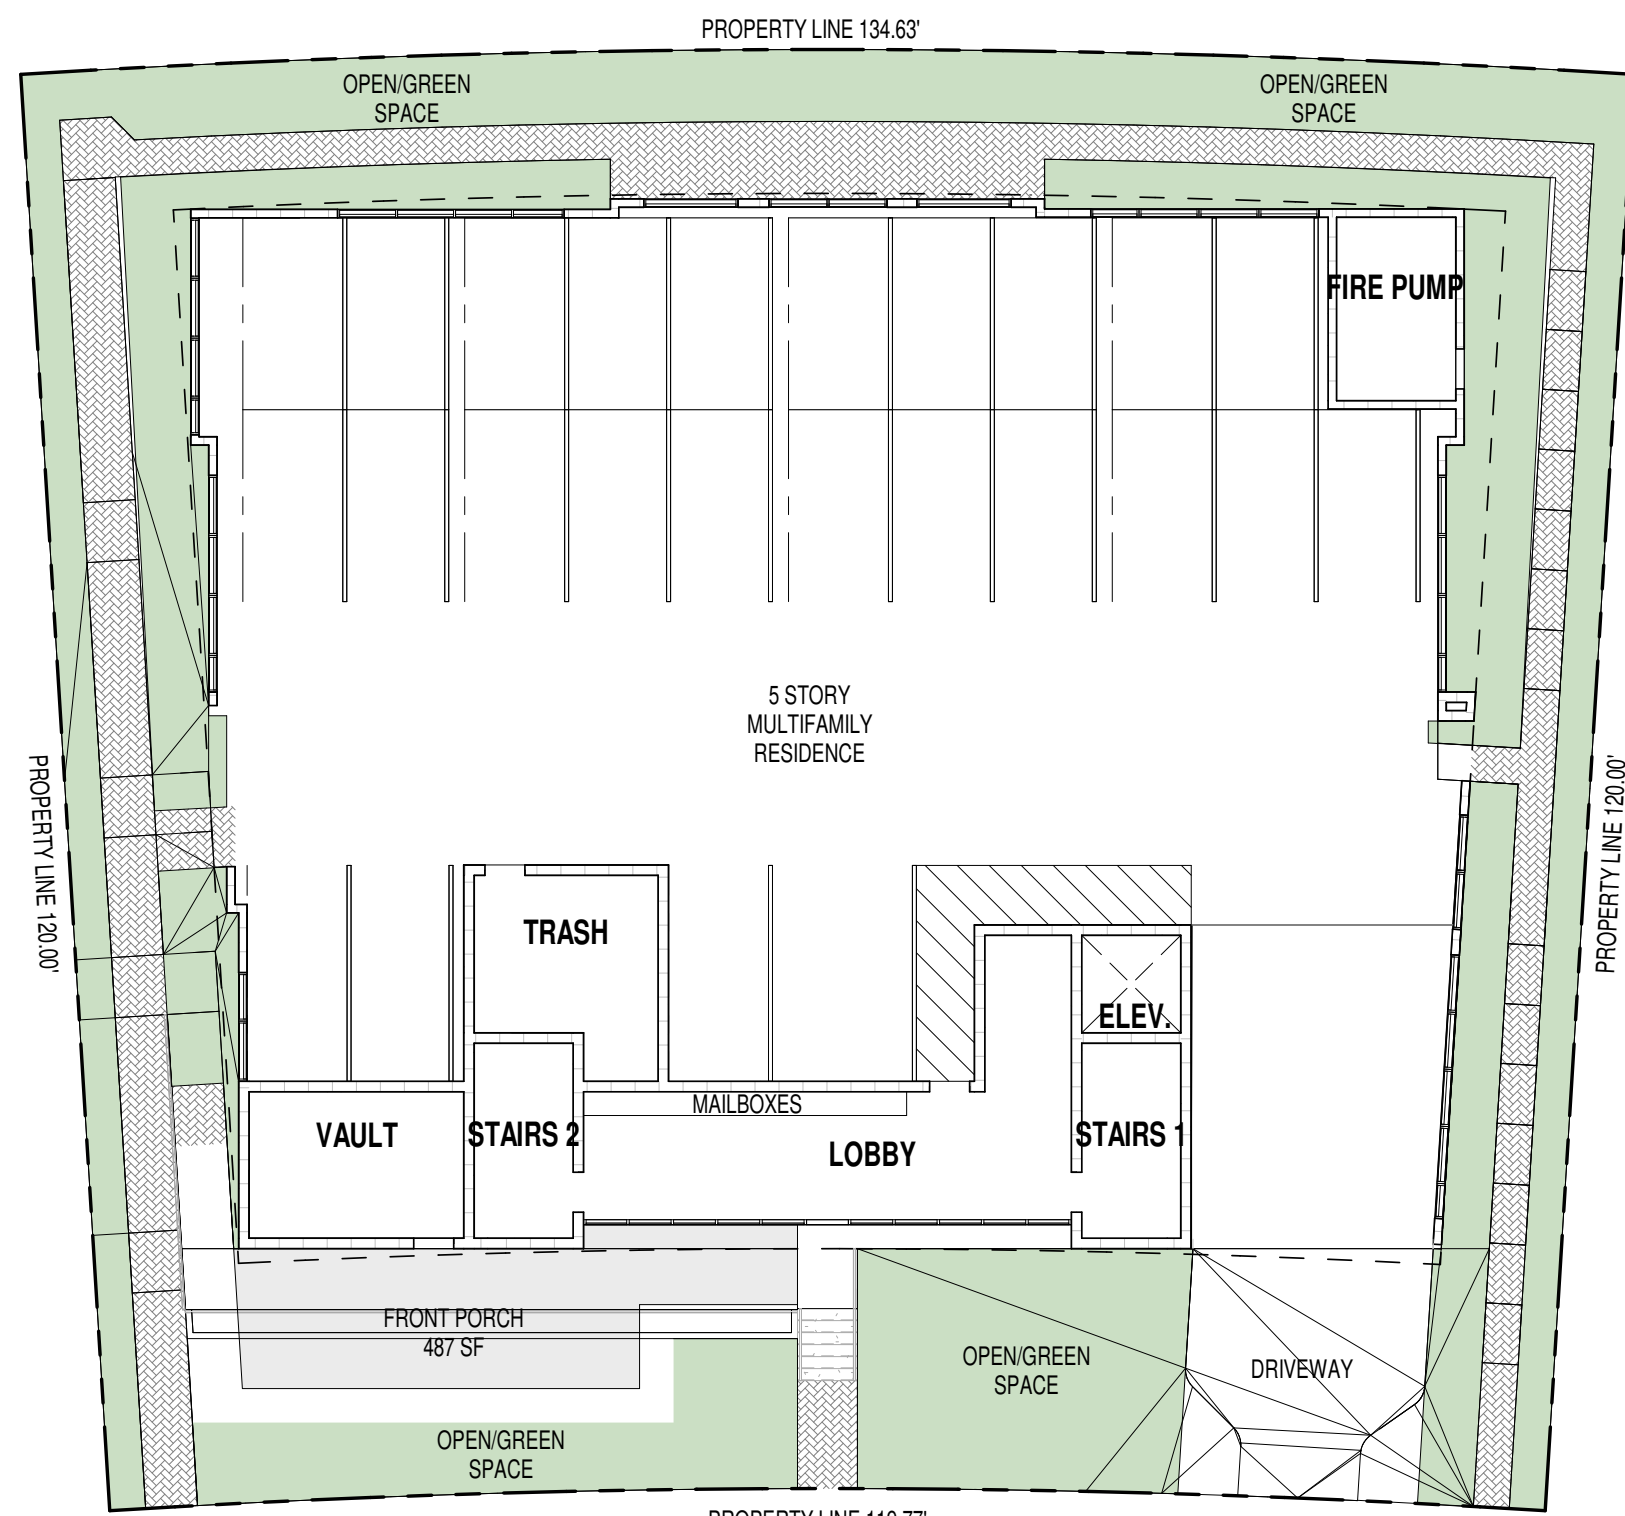 PROPERTY LINE 134.63'
OPEN/GREEN
SPACE
OPEN/GREEN
SPACE
FIRE PUMP
5 STORY
MULTIFAMILY
RESIDENCE
PROPERTY LINE 120.00'
PROPERTY LINE 120.00'
TRASH
ELEV.
MAILBOXES
VAULT
STAIRS 2
LOBBY
STAIRS 1
FRONT PORCH
487 SF
OPEN/GREEN
SPACE
DRIVEWAY
OPEN/GREEN
SPACE
PROPERTY LINE